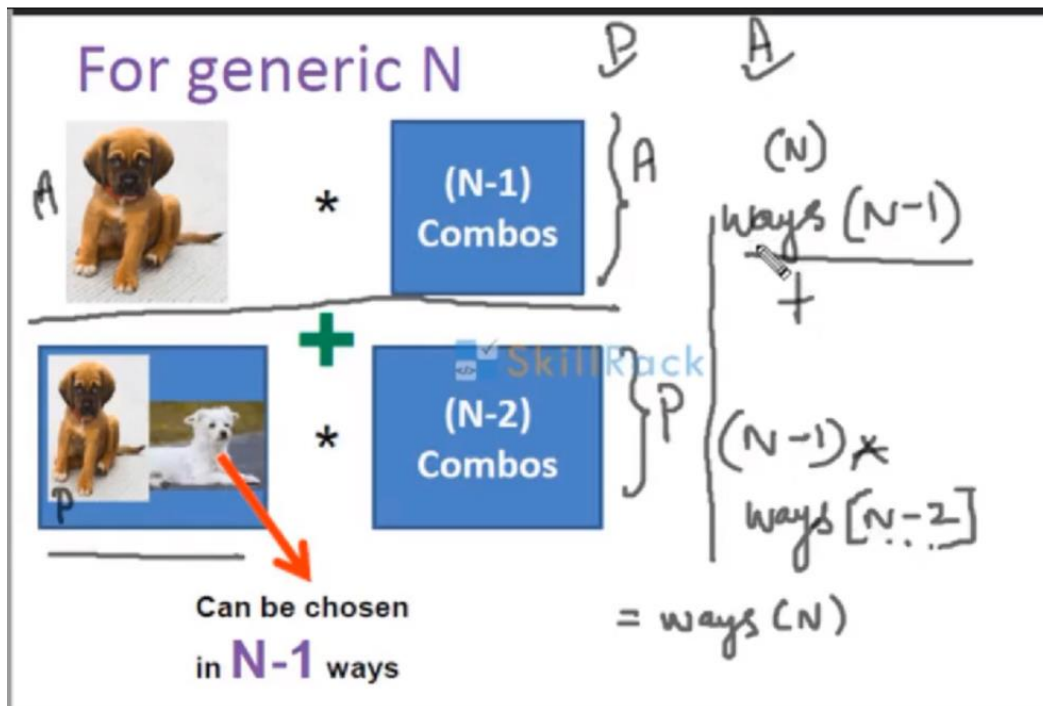 For generic N
P A
A
*
(N-1)
Combos
A
(N)
ways (N-1)
+
SkillRack
P
*
(N-2)
Combos
P
(N-1)*
ways [N-2]
Can be chosen
in N-1 ways
= ways (N)